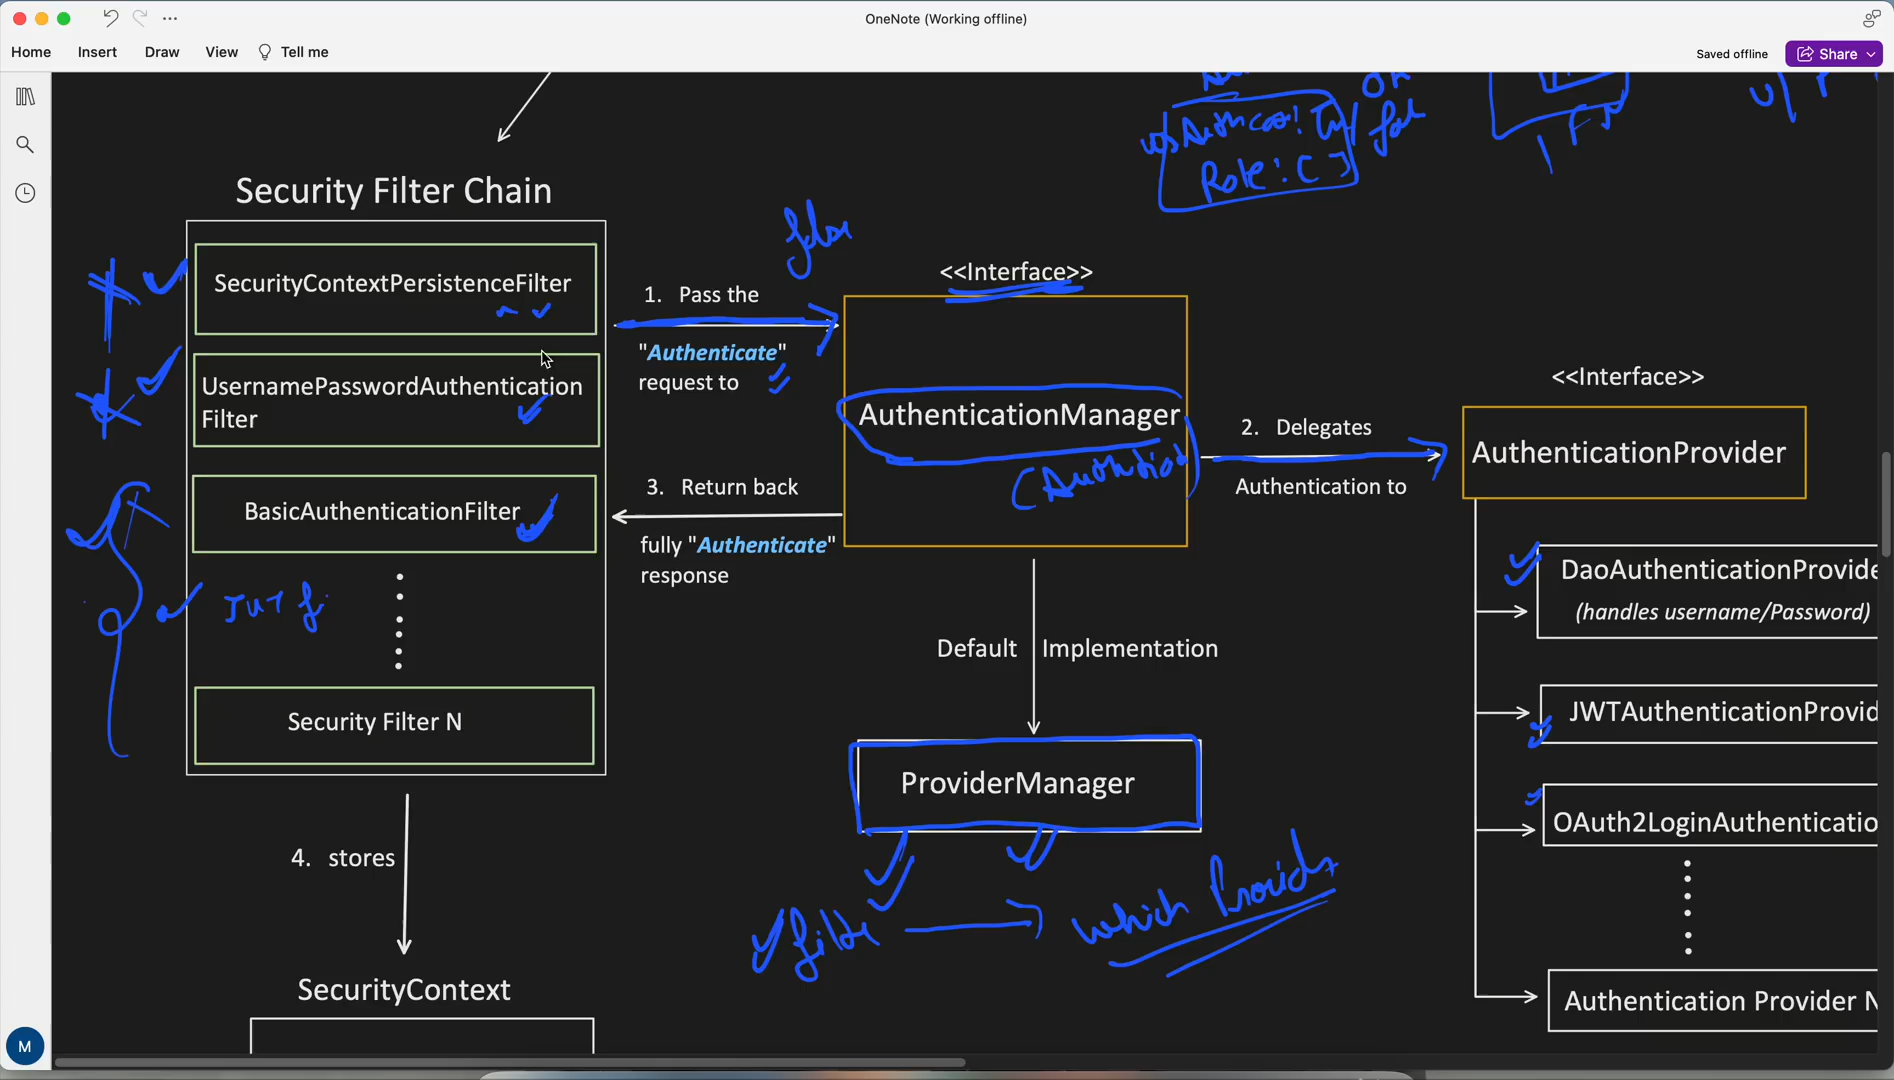 OneNote (Working offline)
Home Insert Draw View Tell me
Saved offline Share
Role: [ ]
Security Filter Chain
SecurityContextPersistenceFilter
UsernamePasswordAuthentication
Filter
BasicAuthenticationFilter
Security Filter N
false
1. Pass the
"Authenticate"
request to
<<Interface>>
AuthenticationManager
3. Return back
fully "Authenticate"
response
2. Delegates
Authentication to
<<Interface>>
AuthenticationProvider
DaoAuthenticationProvide
(handles username/Password)
JWTAuthenticationProvid
OAuth2LoginAuthenticatio
Authentication Provider N
Default Implementation
ProviderManager
which Provider
4. stores
SecurityContext
M